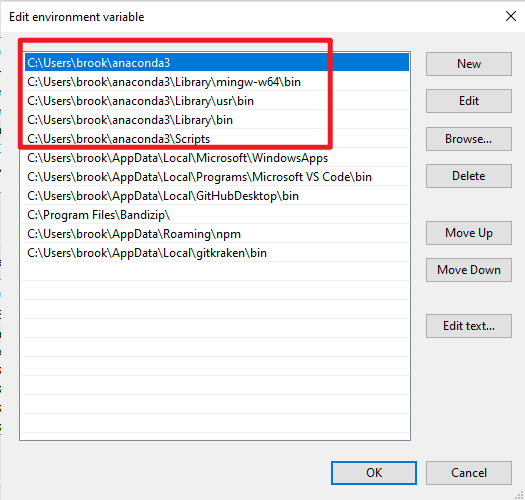 Edit environment variable
C:\Users\brook\anaconda3
C:\Users\brook\anaconda3\Library\mingw-w64\bin
C:\Users\brook\anaconda3\Library\usr\bin
C:\Users\brook\anaconda3\Library\bin
C:\Users\brook\anaconda3\Scripts
C:\Users\brook\AppData\Local\Microsoft\WindowsApps
C:\Users\brook\AppData\Local\Programs\Microsoft VS Code\bin
C:\Users\brook\AppData\Local\GitHubDesktop\bin
C:\Program Files\Bandizip\
C:\Users\brook\AppData\Roaming\npm
C:\Users\brook\AppData\Local\gitkraken\bin
New
Edit
Browse...
Delete
Move Up
Move Down
Edit text...
OK
Cancel